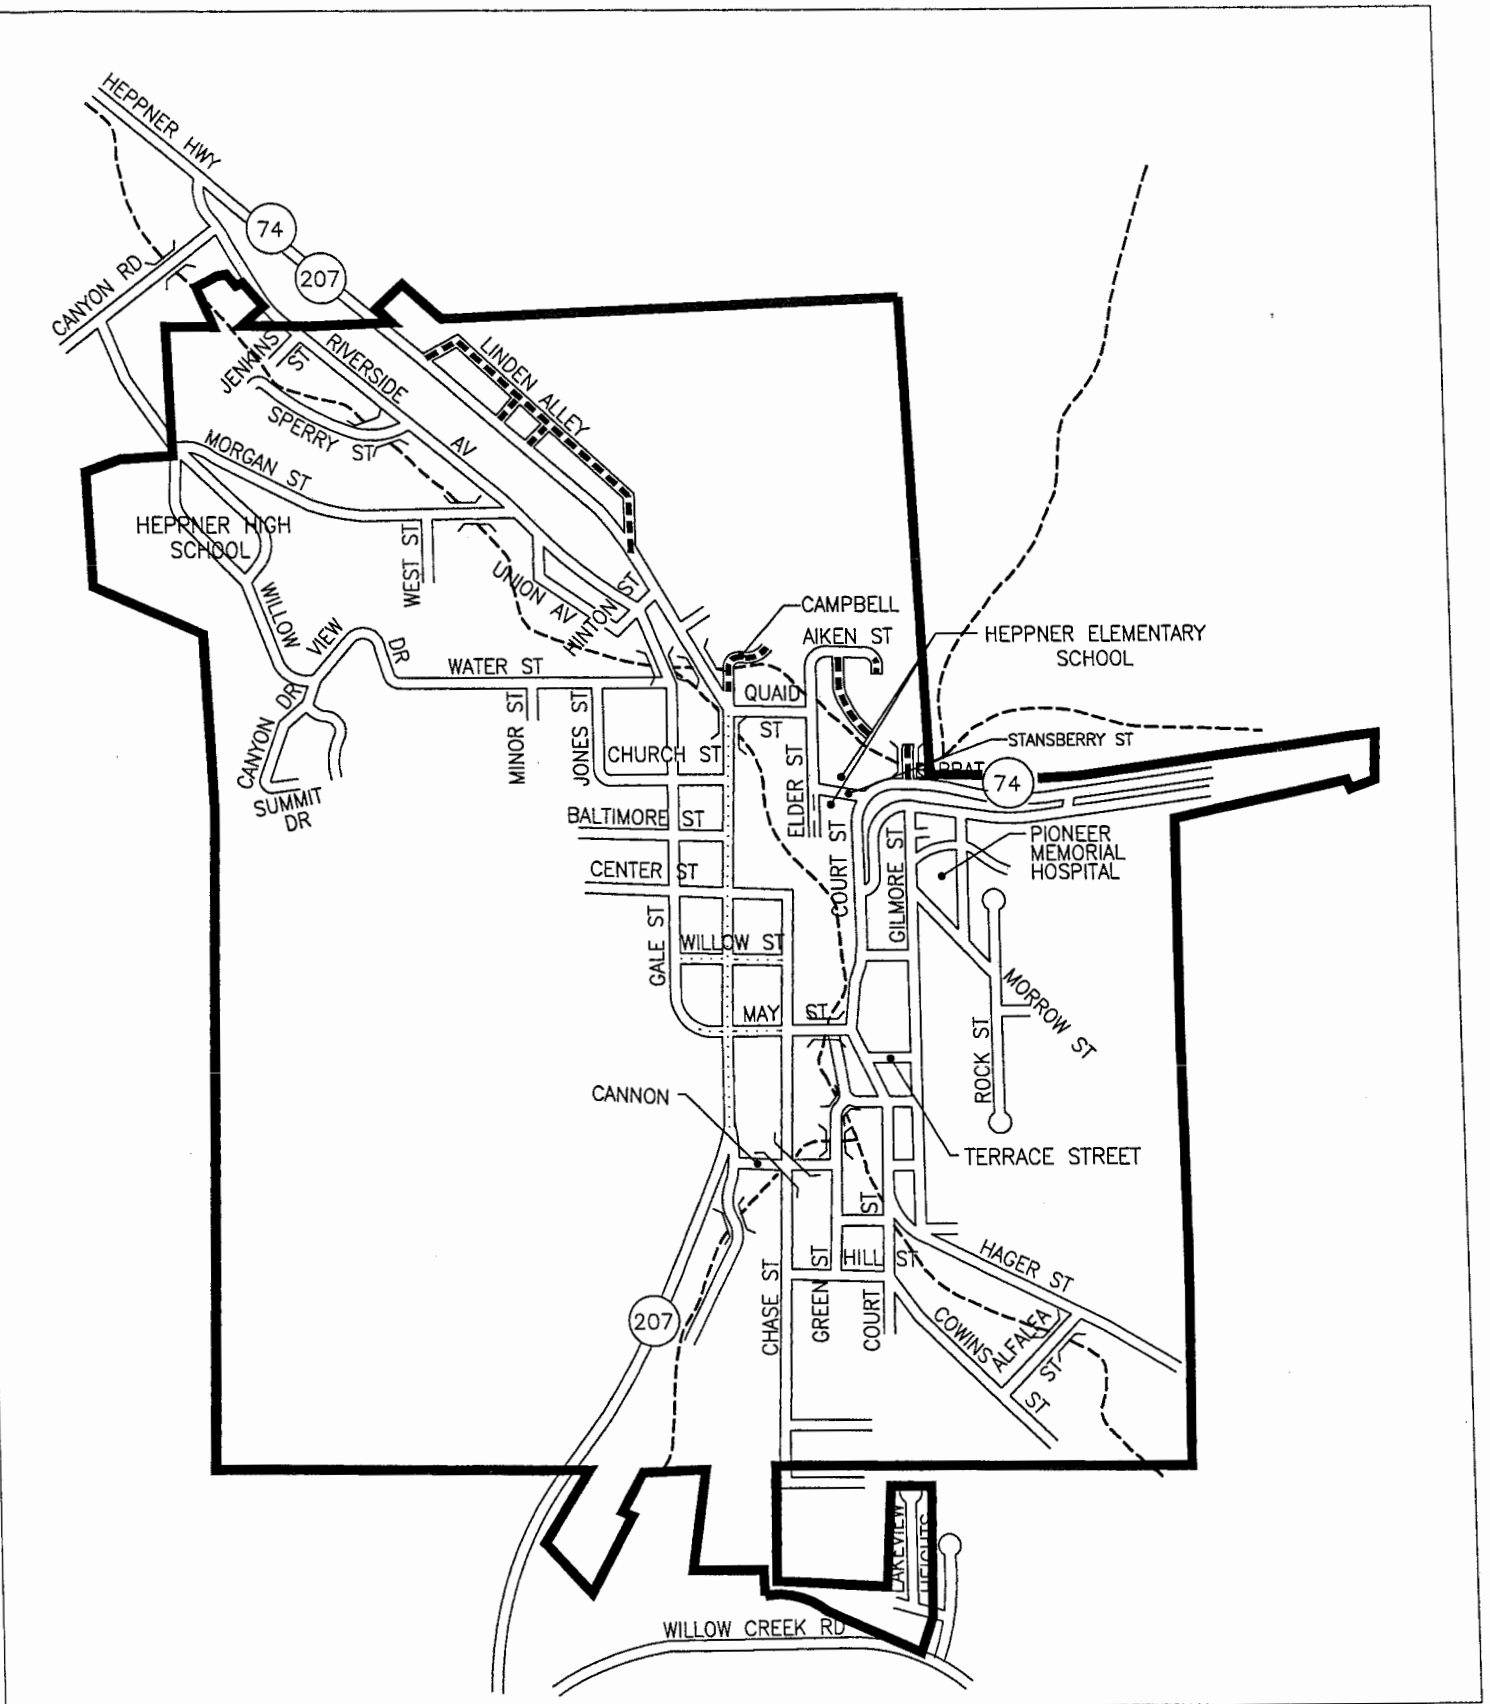 HEPPNER HWY
74
207
CANYON RD
JENKINS
ST
RIVERSIDE
AV
LINDEN ALLEY
SPERRY ST
MORGAN ST
HEPPNER HIGH
SCHOOL
WEST ST
UNION AV
HINTON ST
WILLOW
VIEW
DR
CANYON
DR
SUMMIT
DR
WATER ST
MINOR ST
JONES ST
CHURCH ST
BALTIMORE ST
CENTER ST
GALE ST
WILLOW ST
MAY ST
CAMPBELL
AIKEN ST
QUAID
ST
HEPPNER ELEMENTARY
SCHOOL
STANSBERRY ST
74
ELDER ST
COURT ST
GILMORE ST
PIONEER
MEMORIAL
HOSPITAL
MORROW ST
ROCK ST
CANNON
TERRACE STREET
ST
HILL ST
HAGER ST
CHASE ST
GREEN ST
COURT
COWINS
ST
ALFALFA
ST
207
LAKEVIEW
HEIGHTS
WILLOW CREEK RD